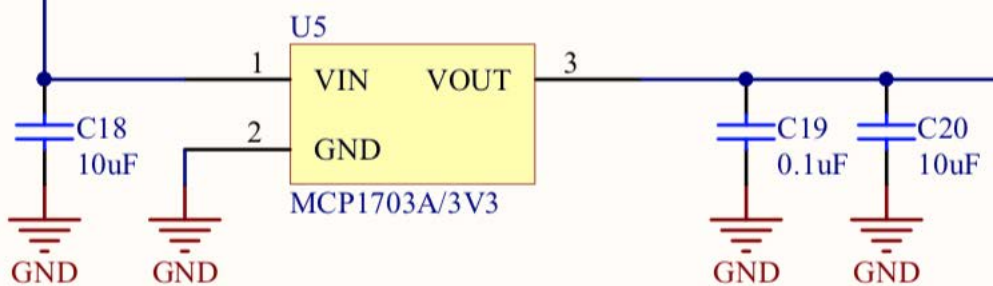 U5
1
VIN
VOUT
3
2
GND
C18
10uF
C19
0.1uF
C20
10uF
MCP1703A/3V3
GND
GND
GND
GND